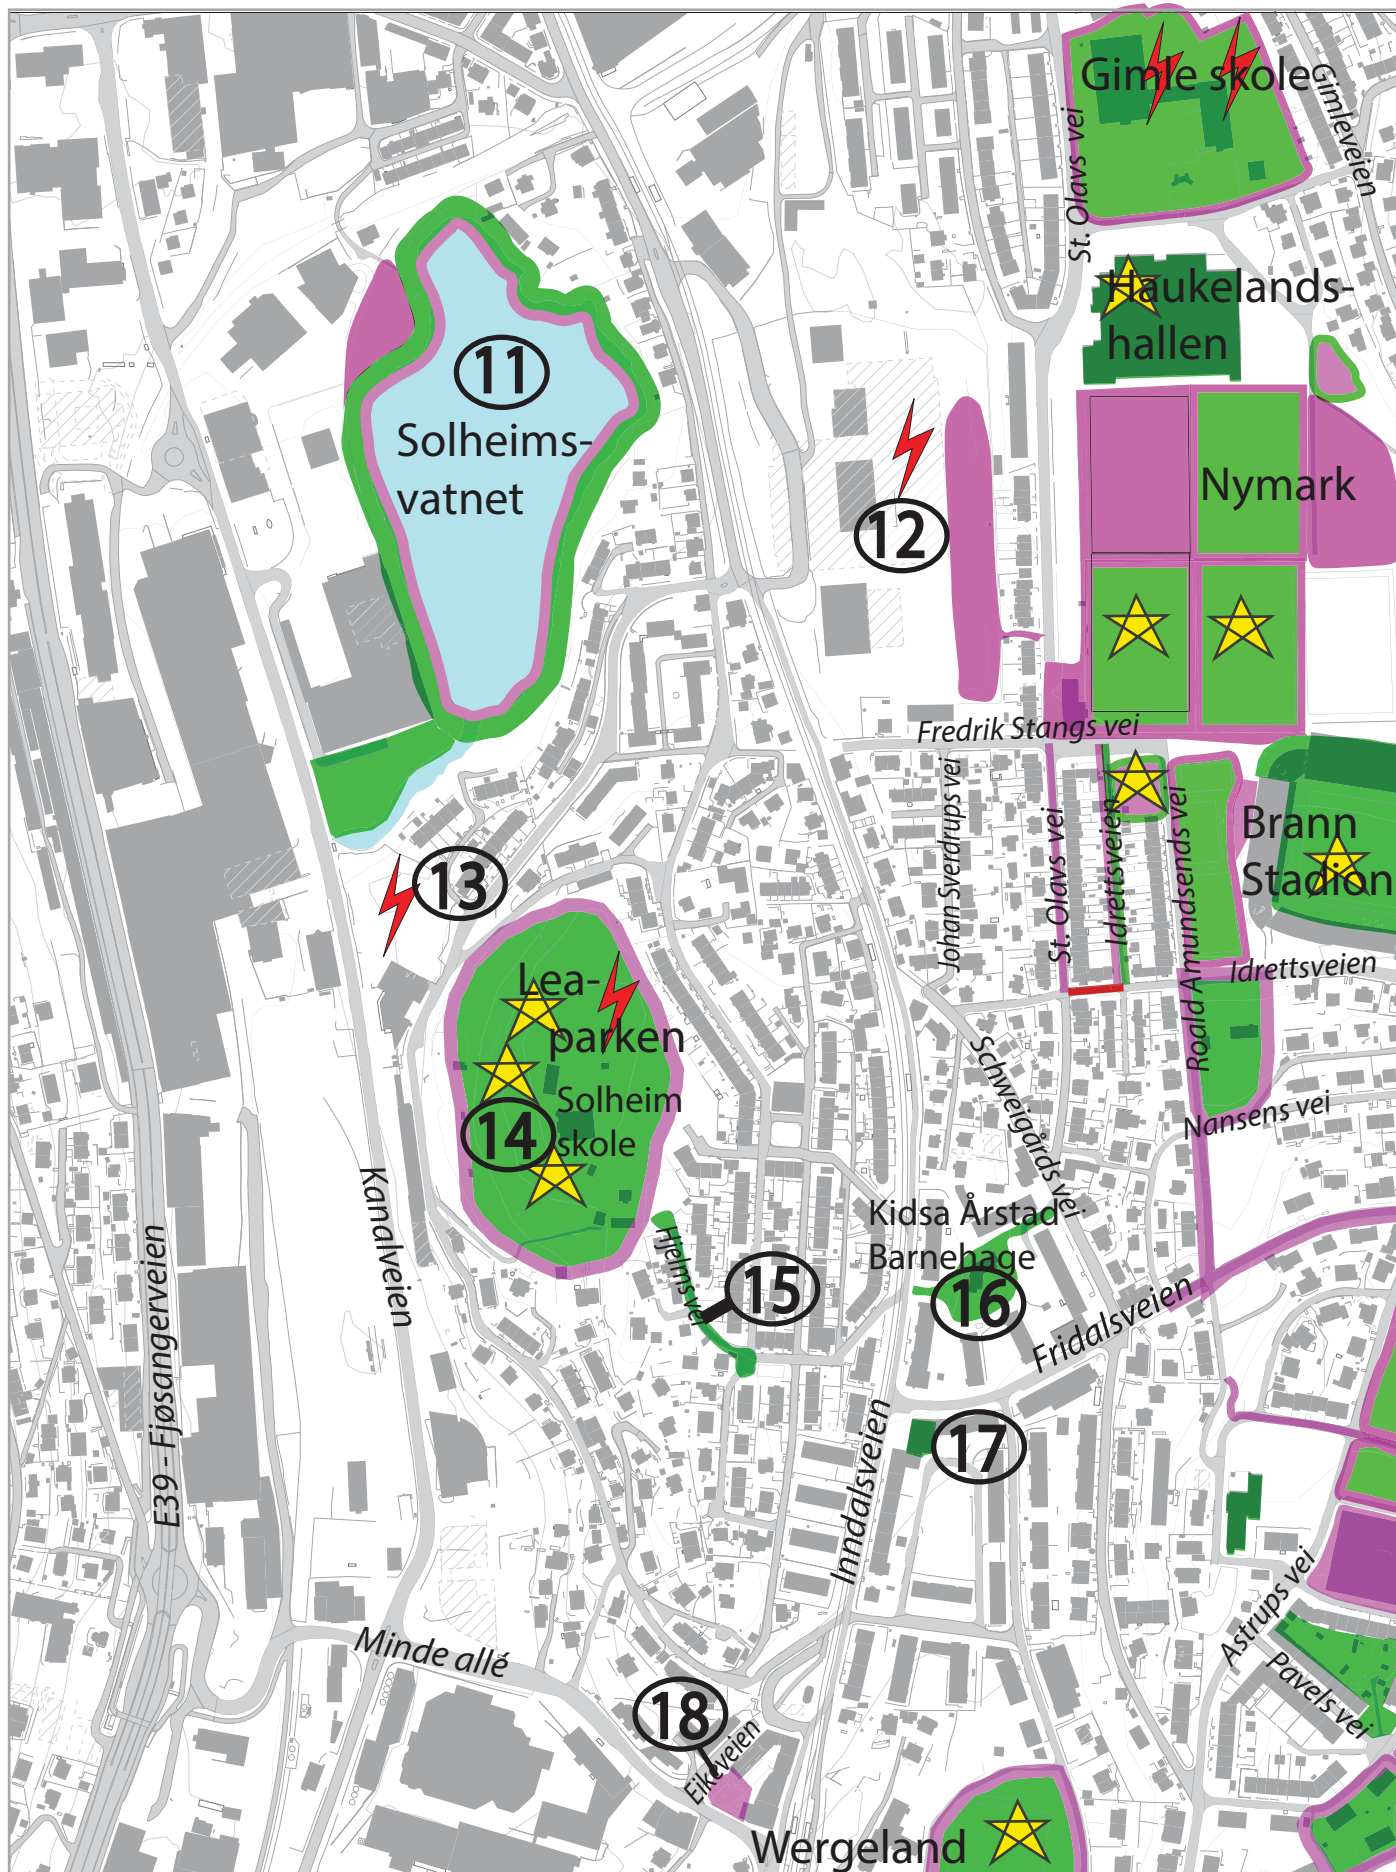 Gimle skole
Gimleveien
St. Olavs vei
Haukelands-
hallen
11
Solheims-
vatnet
Nymark
12
Fredrik Stangs vei
Johan Sverdrups vei
St. Olavs vei
Idrettsveien
Roald Amundsends vei
Brann
Stadion
Idrettsveien
13
Lea-
parken
Solheim
skole
14
Schweigårds vei
Nansens vei
Kanalveien
E39 - Fjøsangerveien
Hjelms vei
15
Kidsa Årstad
Barnehage
16
Fridalsveien
17
Inndalsveien
Minde allé
Astrups vei
Pavels vei
18
Eikeveien
Wergeland